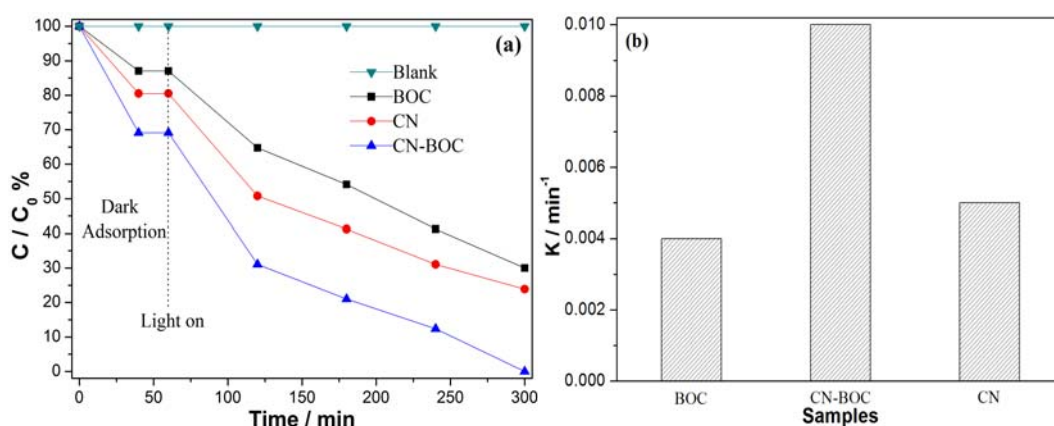 (a)
Blank
BOC
CN
CN-BOC
Dark
Adsorption
Light on
C / C₀ %
100
90
80
70
60
50
40
30
20
10
0
0 50 100 150 200 250 300
Time / min
(b)
K / min⁻¹
0.010
0.008
0.006
0.004
0.002
0.000
BOC CN-BOC CN
Samples